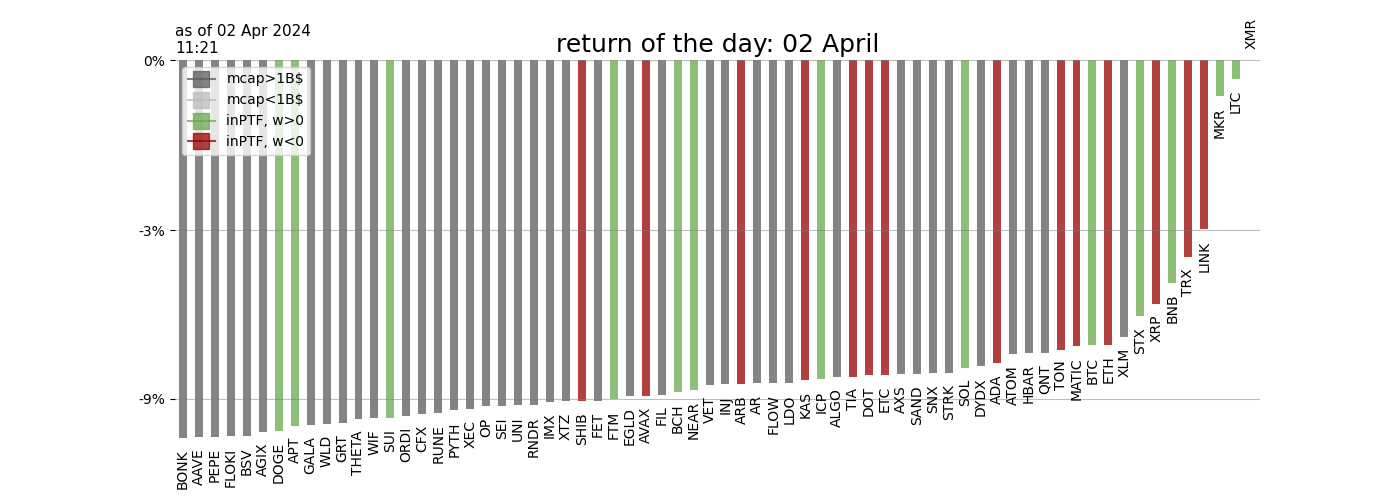 as of 02 Apr 2024
11:21
return of the day: 02 April
XMR
0%
-3%
-9%
mcap>1B$
mcap<1B$
inPTF, w>0
inPTF, w<0
BONK
AAVE
PEPE
FLOKI
BSV
AGIX
DOGE
APT
GALA
WLD
GRT
THETA
WIF
SUI
ORDI
CFX
RUNE
PYTH
XEC
OP
SEI
UNI
RNDR
IMX
XTZ
SHIB
FET
FTM
EGLD
AVAX
FIL
BCH
NEAR
VET
INJ
ARB
AR
FLOW
LDO
KAS
ICP
ALGO
TIA
DOT
ETC
AXS
SAND
SNX
STRK
SOL
DYDX
ADA
ATOM
HBAR
QNT
TON
MATIC
BTC
ETH
XLM
STX
XRP
BNB
TRX
LINK
MKR
LTC